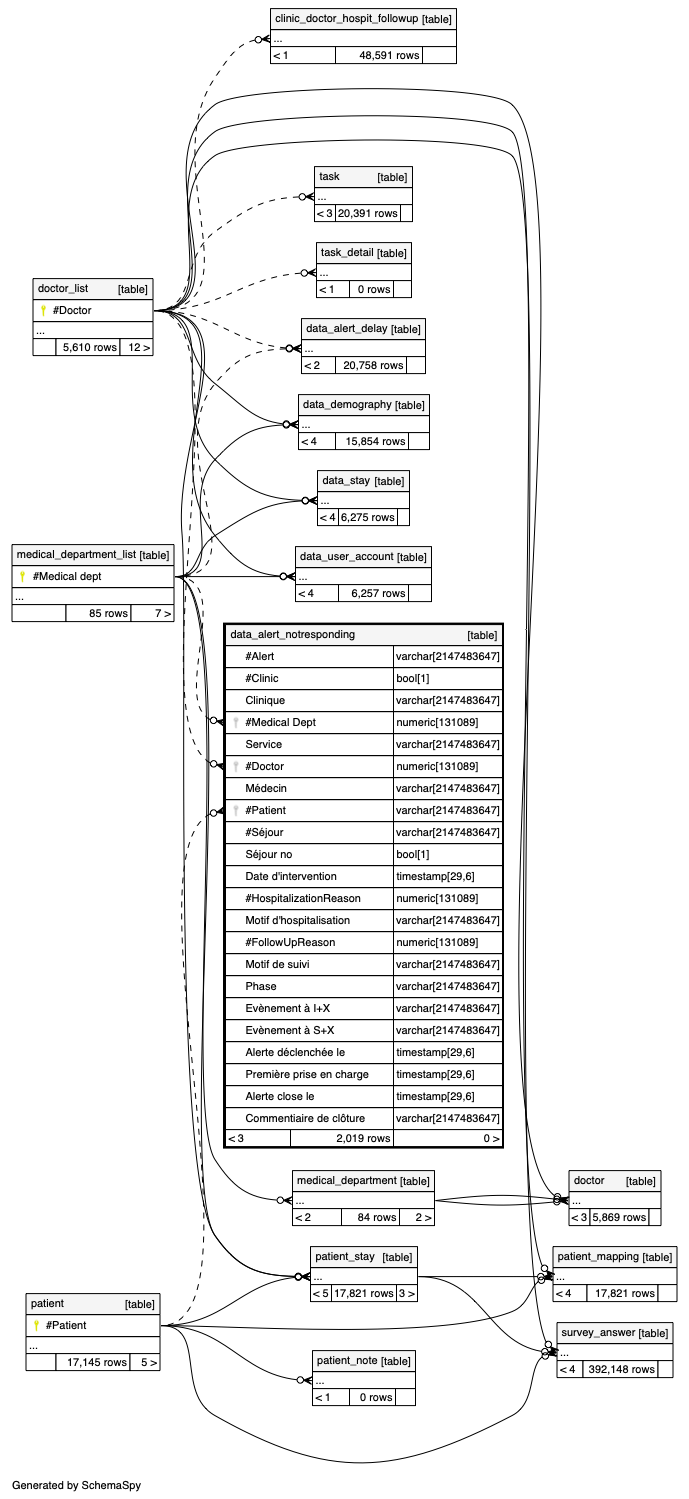 clinic_doctor_hospit_followup [table]
...
< 1 48,591 rows
task [table]
...
< 3 20,391 rows
task_detail [table]
...
< 1 0 rows
doctor_list [table]
#Doctor
...
5,610 rows 12 >
data_alert_delay [table]
...
< 2 20,758 rows
data_demography [table]
...
< 4 15,854 rows
data_stay [table]
...
< 4 6,275 rows
medical_department_list [table]
#Medical dept
...
85 rows 7 >
data_user_account [table]
...
< 4 6,257 rows
data_alert_notresponding [table]
#Alert varchar[2147483647]
#Clinic bool[1]
Clinique varchar[2147483647]
#Medical Dept numeric[131089]
Service varchar[2147483647]
#Doctor numeric[131089]
Médecin varchar[2147483647]
#Patient varchar[2147483647]
#Séjour varchar[2147483647]
Séjour no bool[1]
Date d'intervention timestamp[29,6]
#HospitalizationReason numeric[131089]
Motif d'hospitalisation varchar[2147483647]
#FollowUpReason numeric[131089]
Motif de suivi varchar[2147483647]
Phase varchar[2147483647]
Evènement à I+X varchar[2147483647]
Evènement à S+X varchar[2147483647]
Alerte déclenchée le timestamp[29,6]
Première prise en charge timestamp[29,6]
Alerte close le timestamp[29,6]
Commentiaire de clôture varchar[2147483647]
< 3 2,019 rows 0 >
medical_department [table]
...
< 2 84 rows 2 >
doctor [table]
...
< 3 5,869 rows
patient_stay [table]
...
< 5 17,821 rows 3 >
patient_mapping [table]
...
< 4 17,821 rows
patient [table]
#Patient
...
17,145 rows 5 >
survey_answer [table]
...
< 4 392,148 rows
patient_note [table]
...
< 1 0 rows
Generated by SchemaSpy